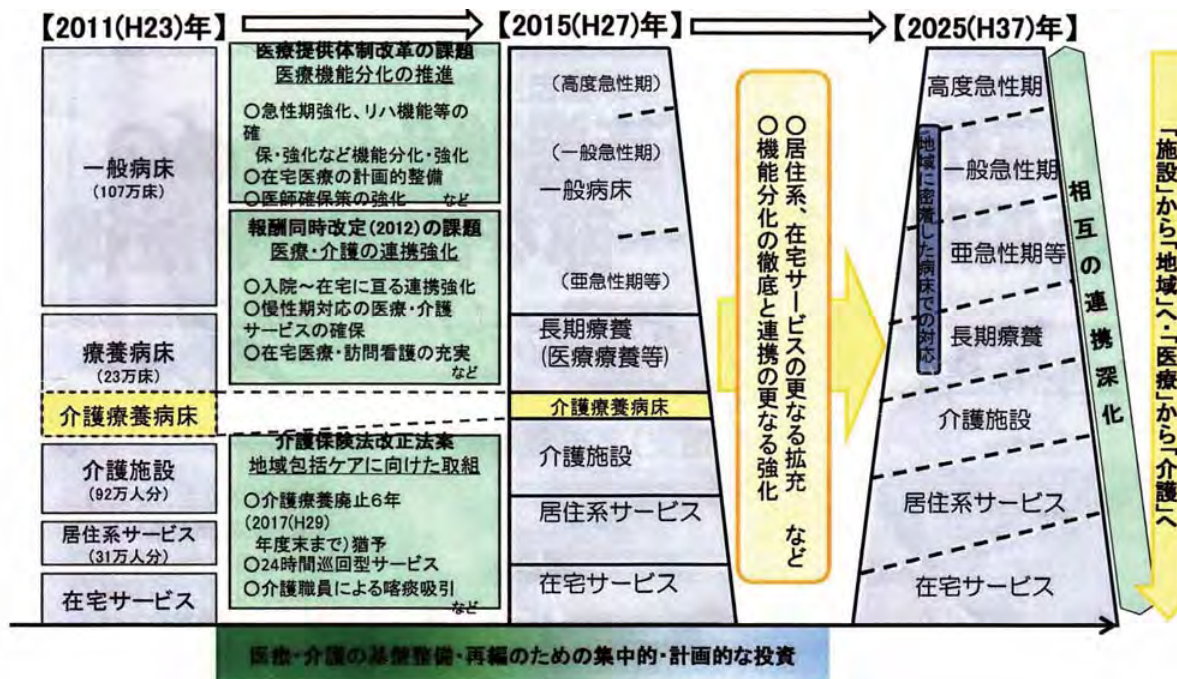 【2011(H23)年】
【2015(H27)年】
【2025(H37)年】
一般病床
(107万床)
療養病床
(23万床)
介護療養病床
介護施設
(92万人分)
居住系サービス
(31万人分)
在宅サービス
医療提供体制改革の課題
医療機能分化の推進
○急性期強化、リハ機能等の
確
保・強化など機能分化・強化
○在宅医療の計画的整備
○医師確保策の強化
など
報酬同時改定(2012)の課題
医療・介護の連携強化
○入院~在宅に亘る連携強化
○慢性期対応の医療・介護
サービスの確保
○在宅医療・訪問看護の充実
など
介護保険法改正法案
地域包括ケアに向けた取組
○介護療養廃止6年
(2017(H29)
年度末まで)猶予
○24時間巡回型サービス
○介護職員による喀痰吸引
など
(高度急性期)
(一般急性期)
一般病床
(亜急性期等)
長期療養
(医療療養等)
介護療養病床
介護施設
居住系サービス
在宅サービス
○居住系、在宅サービスの更なる拡充
○機能分化の徹底と連携の更なる強化
など
高度急性期
一般急性期
亜急性期等
長期療養
介護施設
居住系サービス
在宅サービス
地域に密着した病床での対応
相互の連携深化
「施設」から「地域」へ・「医療」から「介護」へ
医療・介護の基盤整備・再編のための集中的・計画的な投資